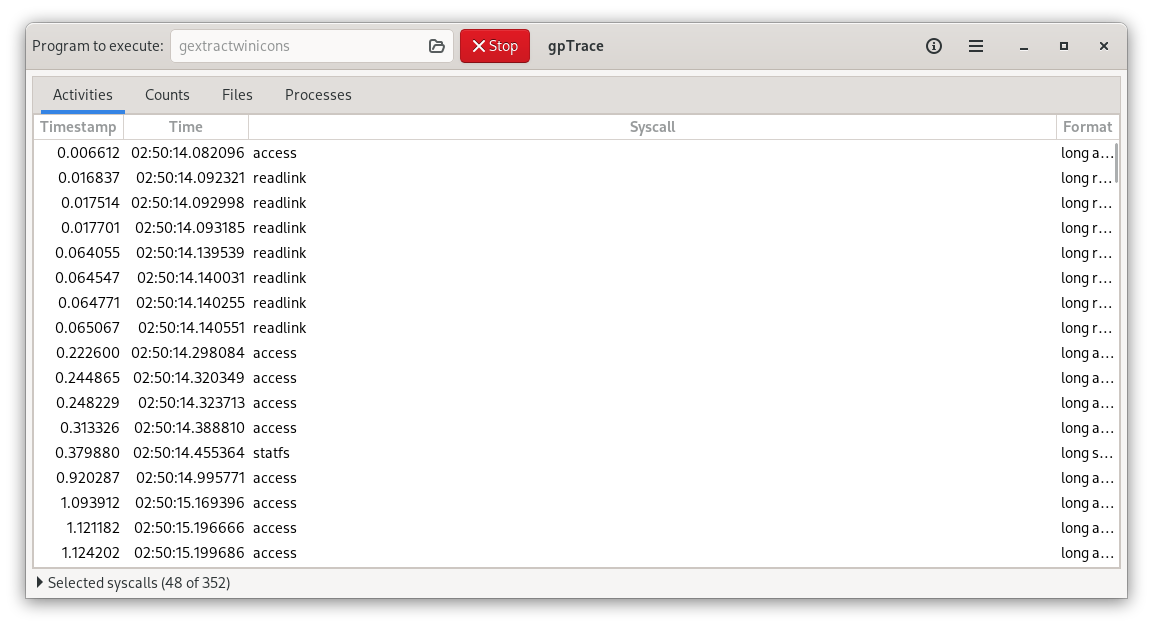 Program to execute: gextractwinicons Stop gpTrace
Activities Counts Files Processes
Timestamp Time Syscall Format
0.006612 02:50:14.082096 access long a...
0.016837 02:50:14.092321 readlink long r...
0.017514 02:50:14.092998 readlink long r...
0.017701 02:50:14.093185 readlink long r...
0.064055 02:50:14.139539 readlink long r...
0.064547 02:50:14.140031 readlink long r...
0.064771 02:50:14.140255 readlink long r...
0.065067 02:50:14.140551 readlink long r...
0.222600 02:50:14.298084 access long a...
0.244865 02:50:14.320349 access long a...
0.248229 02:50:14.323713 access long a...
0.313326 02:50:14.388810 access long a...
0.379880 02:50:14.455364 statfs long s...
0.920287 02:50:14.995771 access long a...
1.093912 02:50:15.169396 access long a...
1.121182 02:50:15.196666 access long a...
1.124202 02:50:15.199686 access long a...
Selected syscalls (48 of 352)